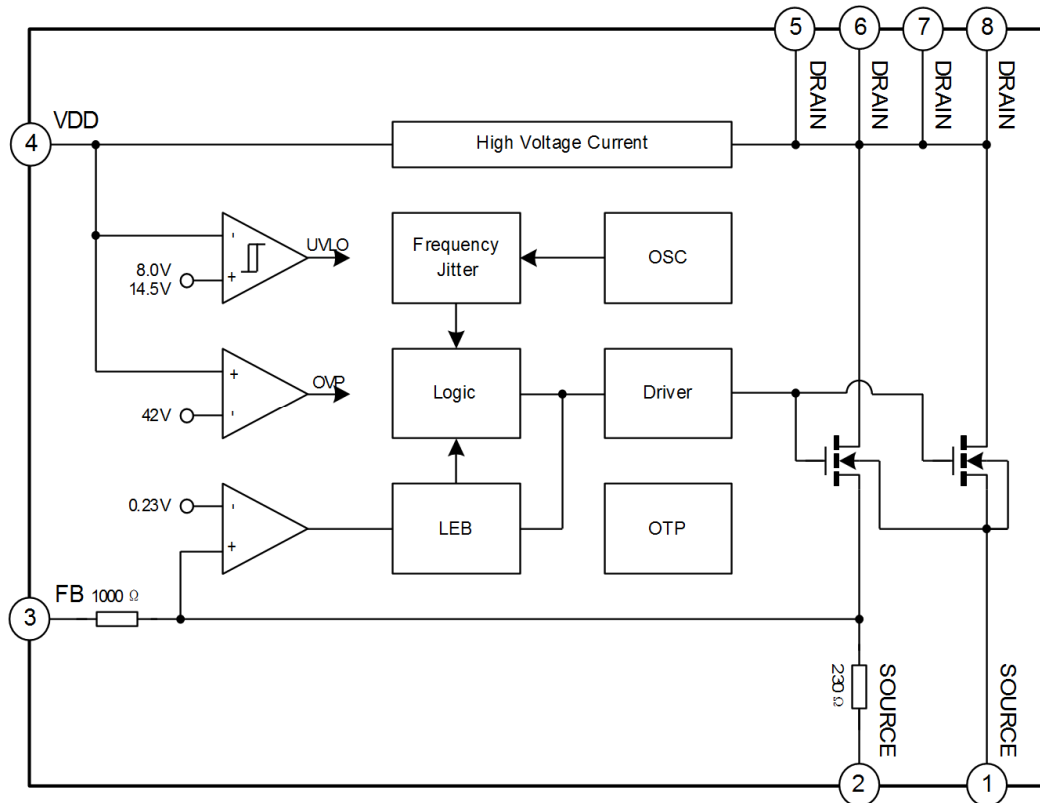 5
6
7
8
DRAIN
DRAIN
DRAIN
DRAIN
4
VDD
High Voltage Current
-
+
8.0V
14.5V
UVLO
Frequency
Jitter
OSC
+
-
42V
OVP
Logic
Driver
0.23V
-
+
LEB
OTP
3
FB 1000 Ω
230 Ω
SOURCE
SOURCE
2
1